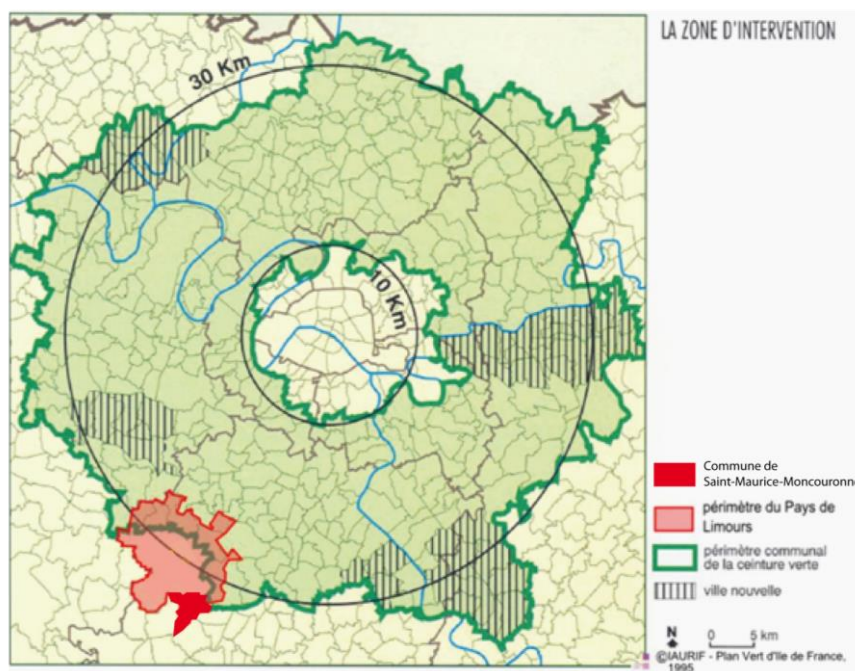 LA ZONE D'INTERVENTION
30 Km
10 Km
Commune de
Saint-Maurice-Moncouronne
périmètre du Pays de
Limours
périmètre communal
de la ceinture verte
ville nouvelle
N
0 5 km
©IAURIF - Plan Vert d'Ile de France,
1995